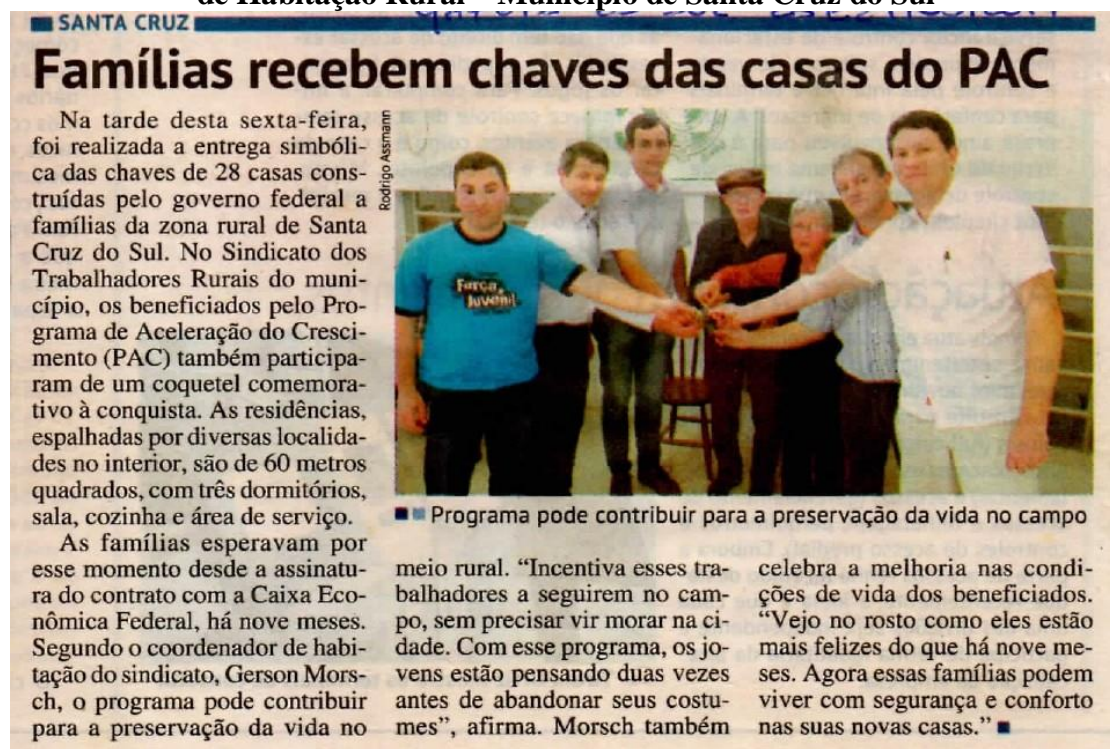 de Habitação Rural – Município de Santa Cruz do Sul
SANTA CRUZ
Famílias recebem chaves das casas do PAC
Na tarde desta sexta-feira,
foi realizada a entrega simbóli-
ca das chaves de 28 casas cons-
truídas pelo governo federal a
famílias da zona rural de Santa
Cruz do Sul. No Sindicato dos
Trabalhadores Rurais do muni-
cípio, os beneficiados pelo Pro-
grama de Aceleração do Cresci-
mento (PAC) também participa-
ram de um coquetel comemora-
tivo à conquista. As residências,
espalhadas por diversas localida-
des no interior, são de 60 metros
quadrados, com três dormitórios,
sala, cozinha e área de serviço.
As famílias esperavam por
esse momento desde a assinatu-
ra do contrato com a Caixa Eco-
nômica Federal, há nove meses.
Segundo o coordenador de habi-
tação do sindicato, Gerson Mors-
ch, o programa pode contribuir
para a preservação da vida no
Rodrigo Assmann
Força
Juvenil
Programa pode contribuir para a preservação da vida no campo
meio rural. “Incentiva esses tra-
balhadores a seguirem no cam-
po, sem precisar vir morar na ci-
dade. Com esse programa, os jo-
vens estão pensando duas vezes
antes de abandonar seus costu-
mes”, afirma. Morsch também
celebra a melhoria nas condi-
ções de vida dos beneficiados.
“Vejo no rosto como eles estão
mais felizes do que há nove me-
ses. Agora essas famílias podem
viver com segurança e conforto
nas suas novas casas.”